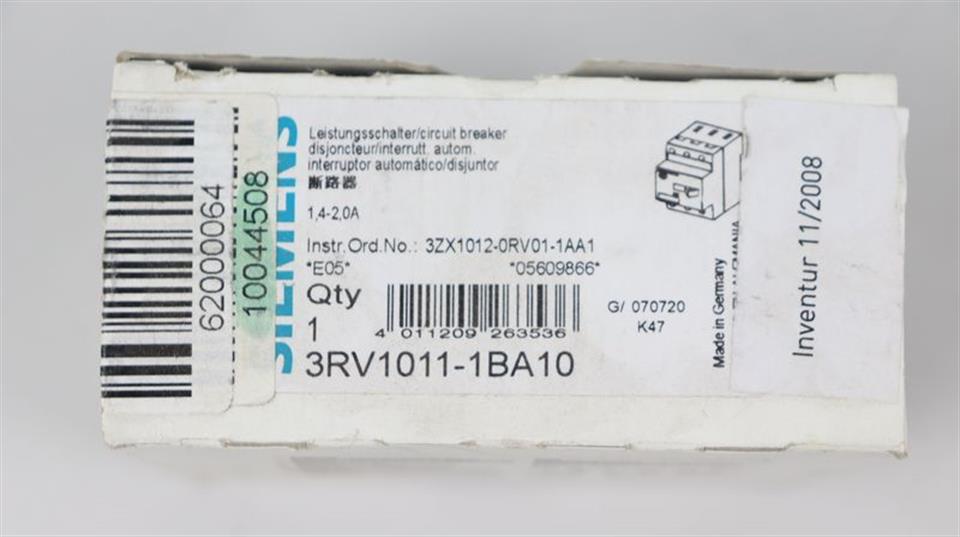 62000064
10044508
SIEMENS
Leistungsschalter/circuit breaker
disjoncteur/interrutt. autom.
interruptor automático/disjuntor
断路器
1,4-2,0A
Instr.Ord.No.: 3ZX1012-0RV01-1AA1
*E05* *05609866*
Qty
1
4 011209 263536
3RV1011-1BA10
G/ 070720
K47
Made in Germany
Inventur 11/2008